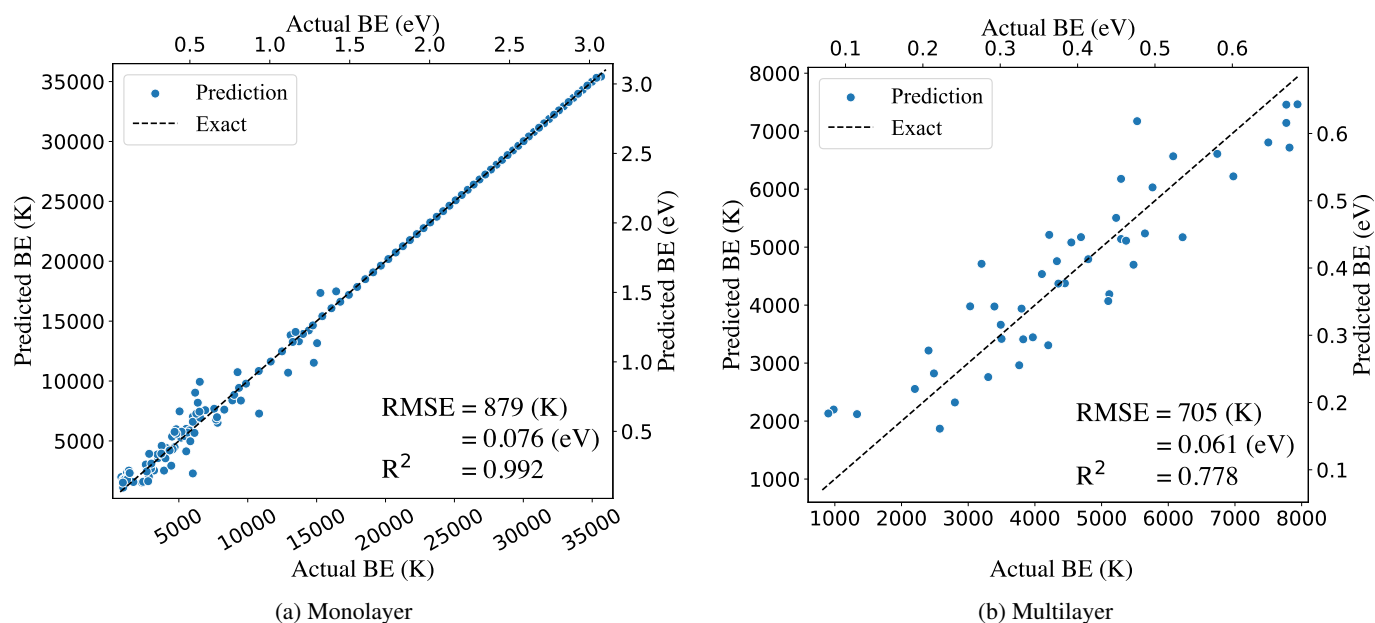 Actual BE (eV)
0.5 1.0 1.5 2.0 2.5 3.0
Prediction
Exact
Predicted BE (K)
35000
30000
25000
20000
15000
10000
5000
3.0
2.5
2.0
1.5
1.0
0.5
Predicted BE (eV)
RMSE = 879 (K)
= 0.076 (eV)
R² = 0.992
5000 10000 15000 20000 25000 30000 35000
Actual BE (K)
(a) Monolayer
Actual BE (eV)
0.1 0.2 0.3 0.4 0.5 0.6
Prediction
Exact
Predicted BE (K)
8000
7000
6000
5000
4000
3000
2000
1000
0.6
0.5
0.4
0.3
0.2
0.1
Predicted BE (eV)
RMSE = 705 (K)
= 0.061 (eV)
R² = 0.778
1000 2000 3000 4000 5000 6000 7000 8000
Actual BE (K)
(b) Multilayer